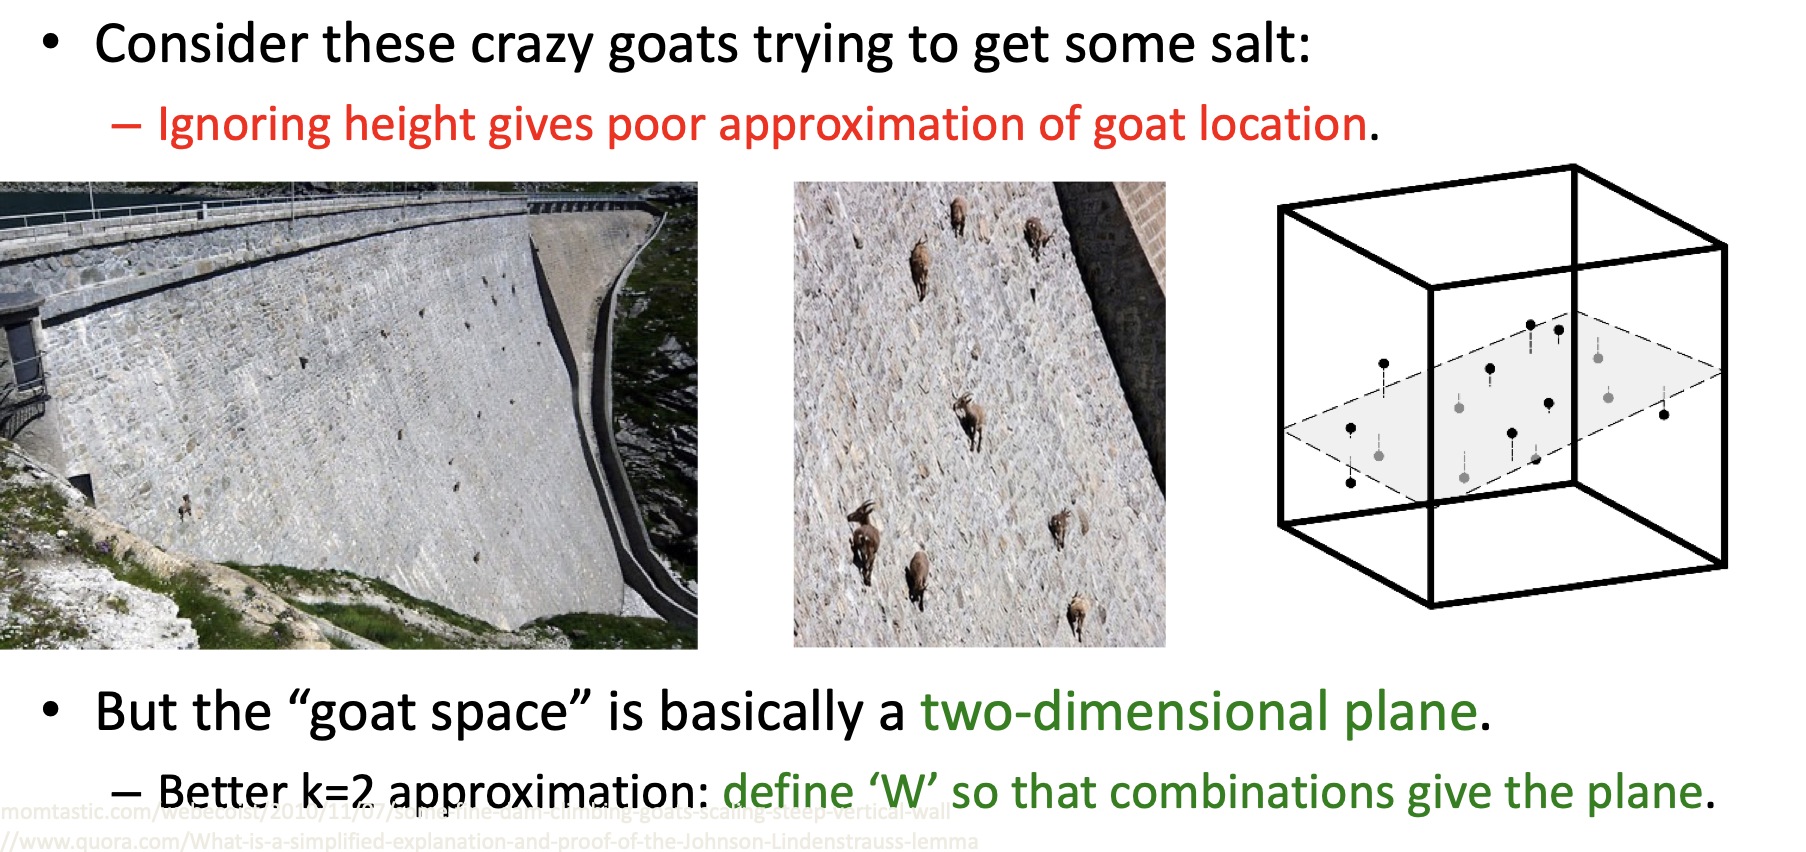 • Consider these crazy goats trying to get some salt:
– Ignoring height gives poor approximation of goat location.
• But the “goat space” is basically a two-dimensional plane.
– Better k=2 approximation: define ‘W’ so that combinations give the plane.
momtastic.com/webecoist/2010/11/07/some-fine-dam-climbing-goats-scaling-steep-vertical-wall
//www.quora.com/What-is-a-simplified-explanation-and-proof-of-the-Johnson-Lindenstrauss-lemma